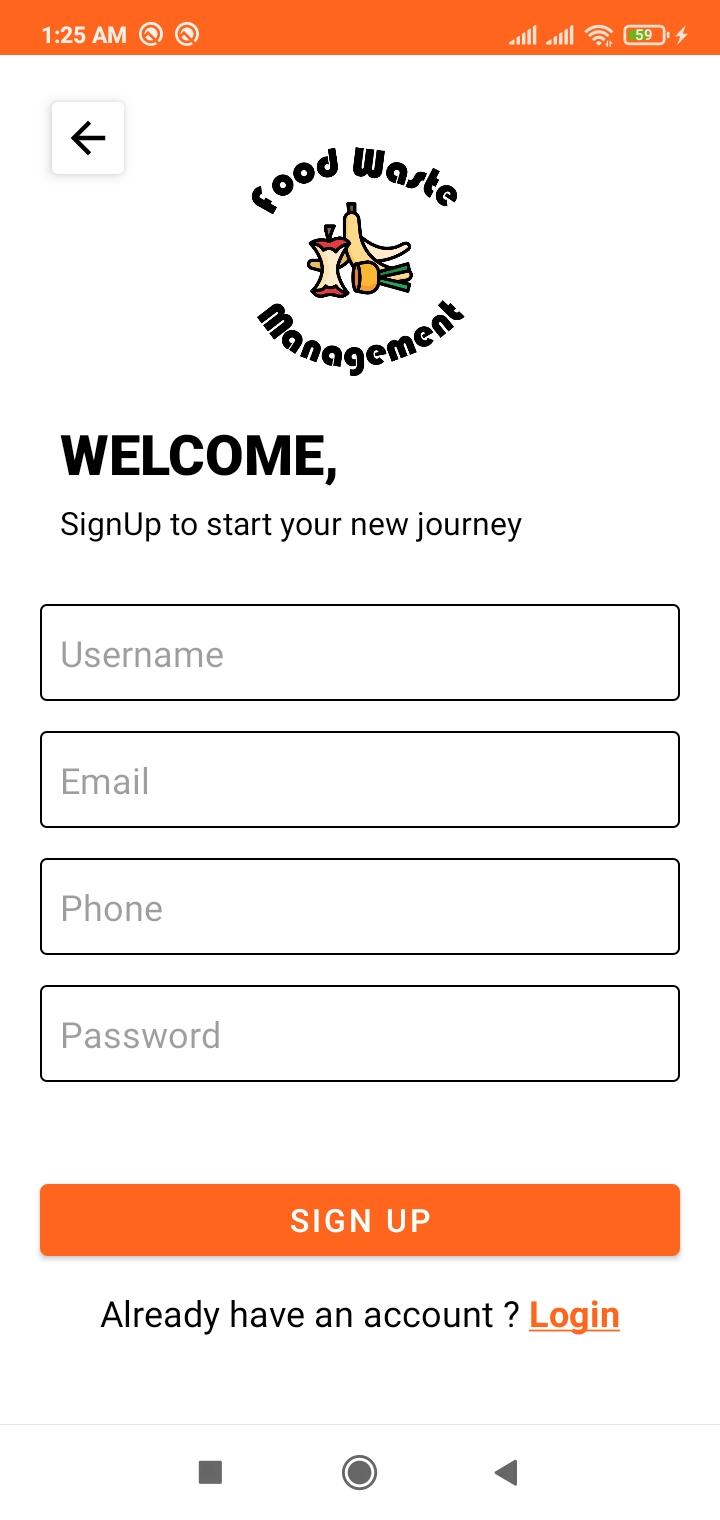 1:25 AM
59
Food Waste
Management
WELCOME,
SignUp to start your new journey
Username
Email
Phone
Password
SIGN UP
Already have an account ? Login